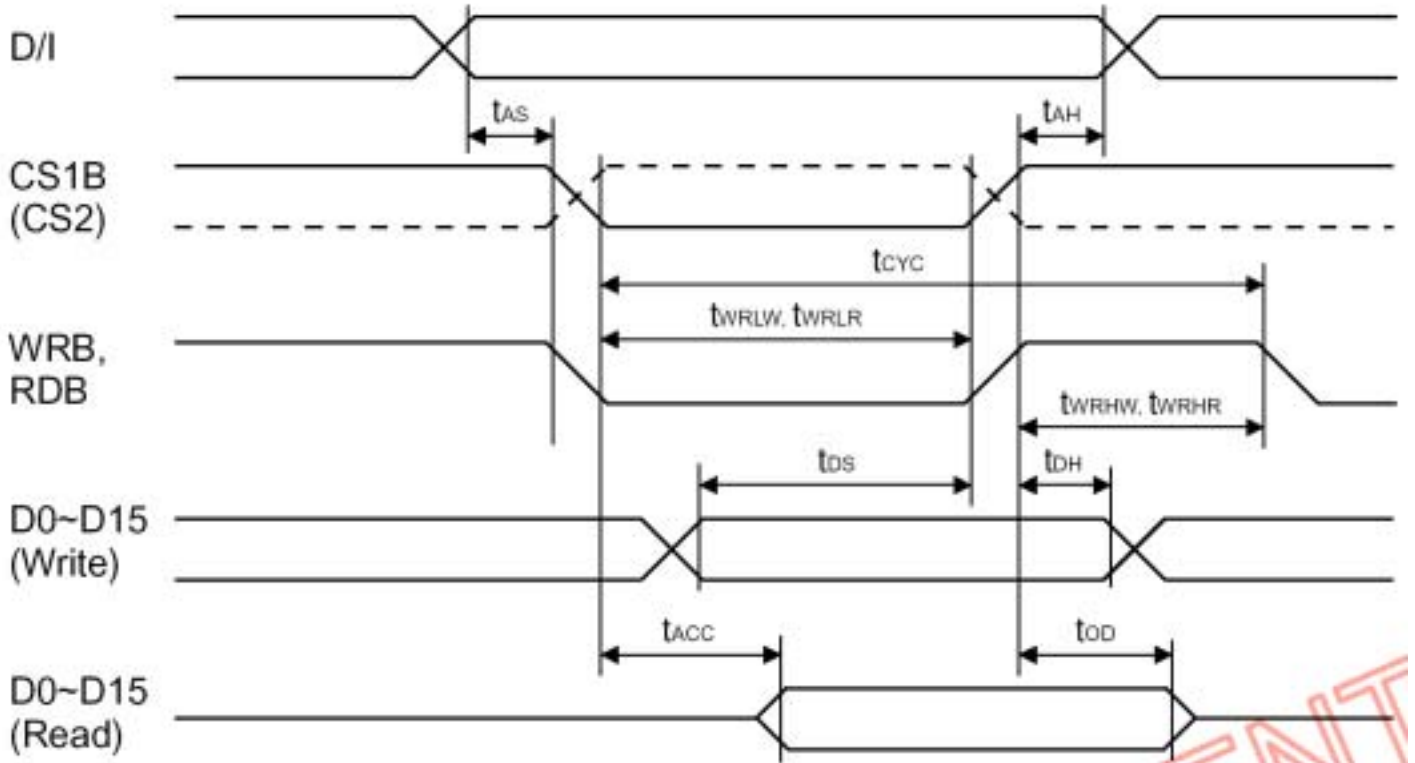 D/I
tAS
tAH
CS1B
(CS2)
tCYC
tWRLW, tWRLR
WRB,
RDB
tWRHW, tWRHR
tDS
tDH
D0~D15
(Write)
tACC
tOD
D0~D15
(Read)
ENT